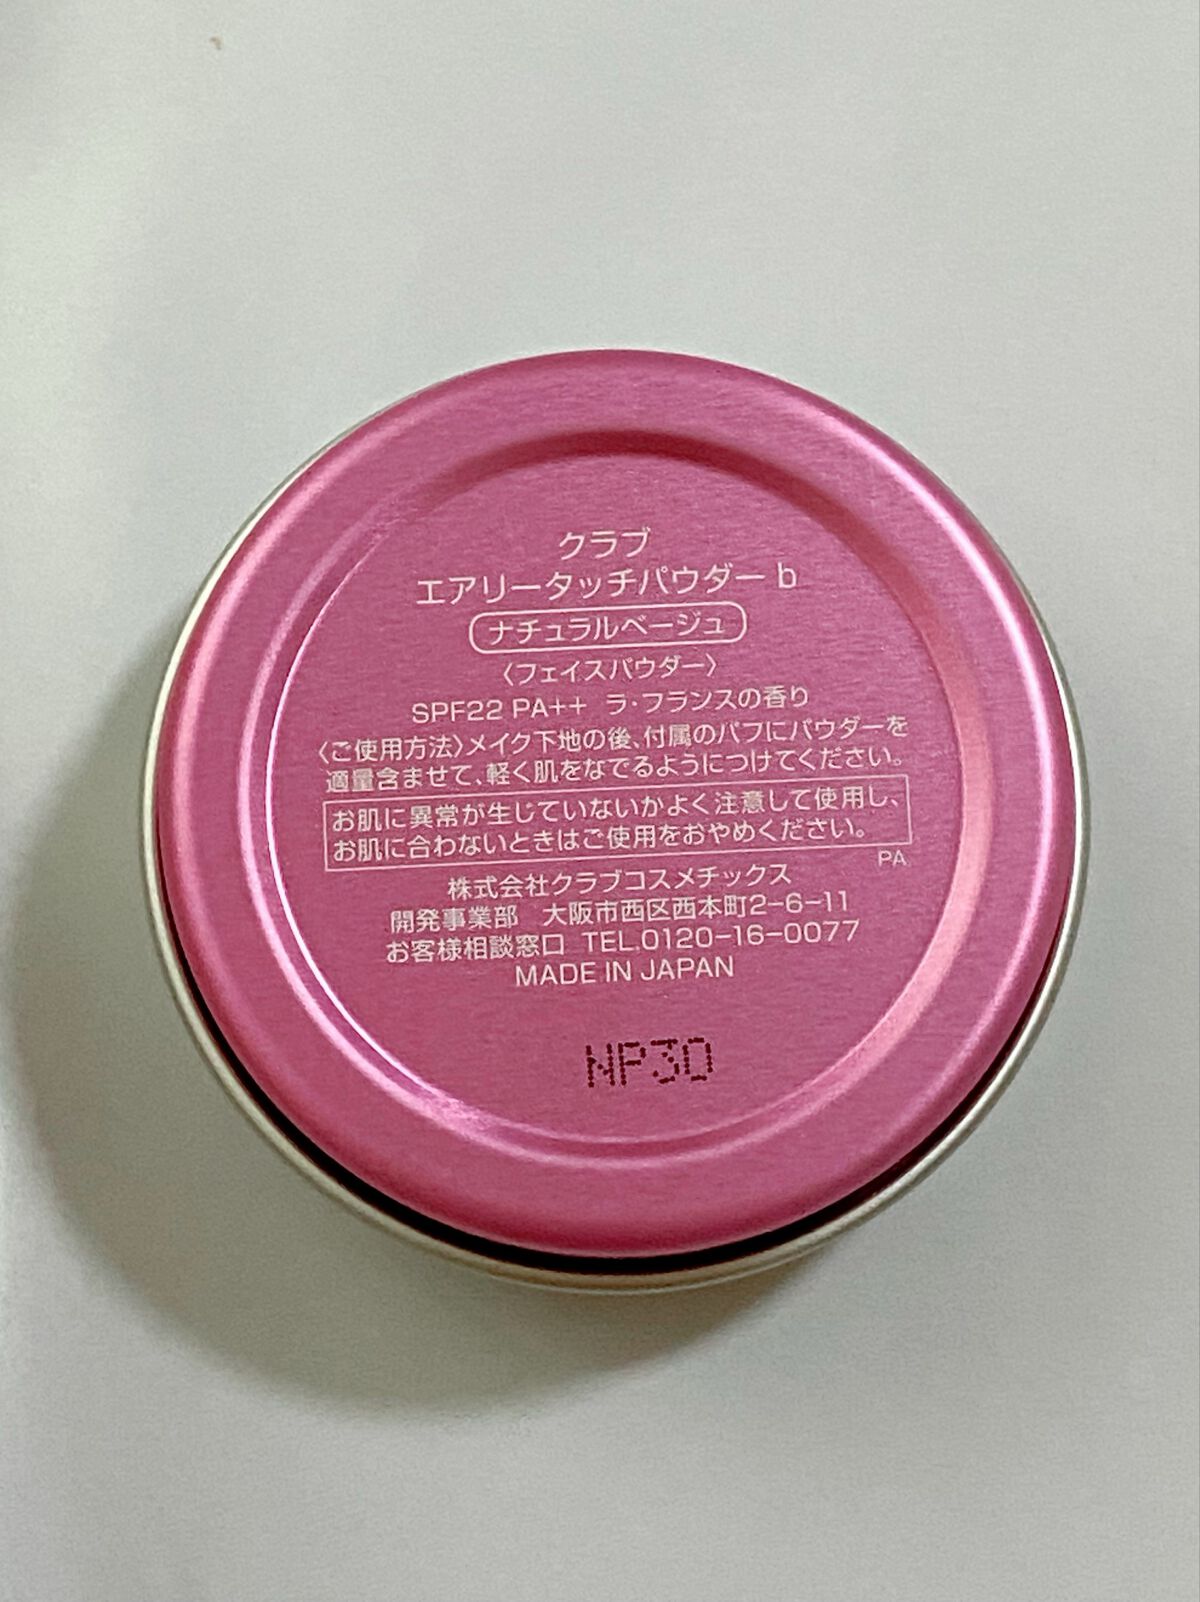 クラブ
エアリータッチパウダー b
ナチュラルベージュ
〈フェイスパウダー〉
SPF22 PA++ ラ・フランスの香り
〈ご使用方法〉メイク下地の後、付属のパフにパウダーを
適量含ませて、軽く肌をなでるようにつけてください。
お肌に異常が生じていないかよく注意して使用し、
お肌に合わないときはご使用をおやめください。
PA
株式会社クラブコスメチックス
開発事業部 大阪市西区西本町2-6-11
お客様相談窓口 TEL.0120-16-0077
MADE IN JAPAN
NP30